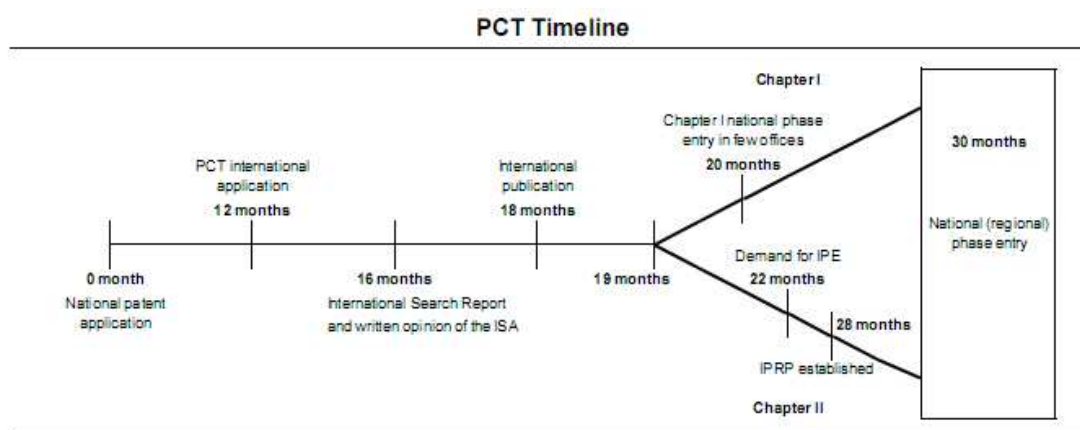 PCT Timeline
Chapter I
Chapter I national phase
entry in few offices
20 months
30 months
PCT international
application
12 months
International
publication
18 months
National (regional)
phase entry
Demand for IPE
22 months
0 month
National patent
application
16 months
International Search Report
and written opinion of the ISA
19 months
28 months
IPRP established
Chapter II